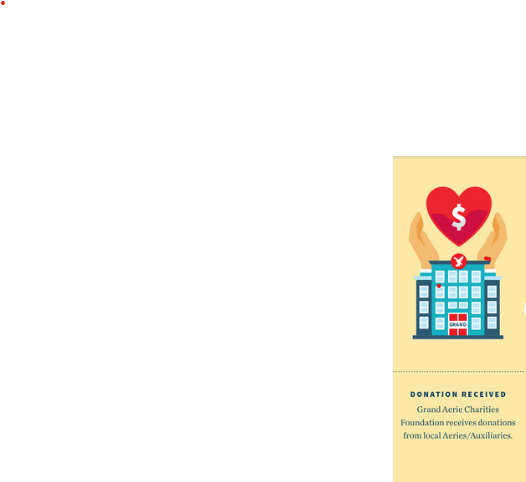 $
GRAND
DONATION RECEIVED
Grand Aerie Charities
Foundation receives donations
from local Aeries/Auxiliaries.